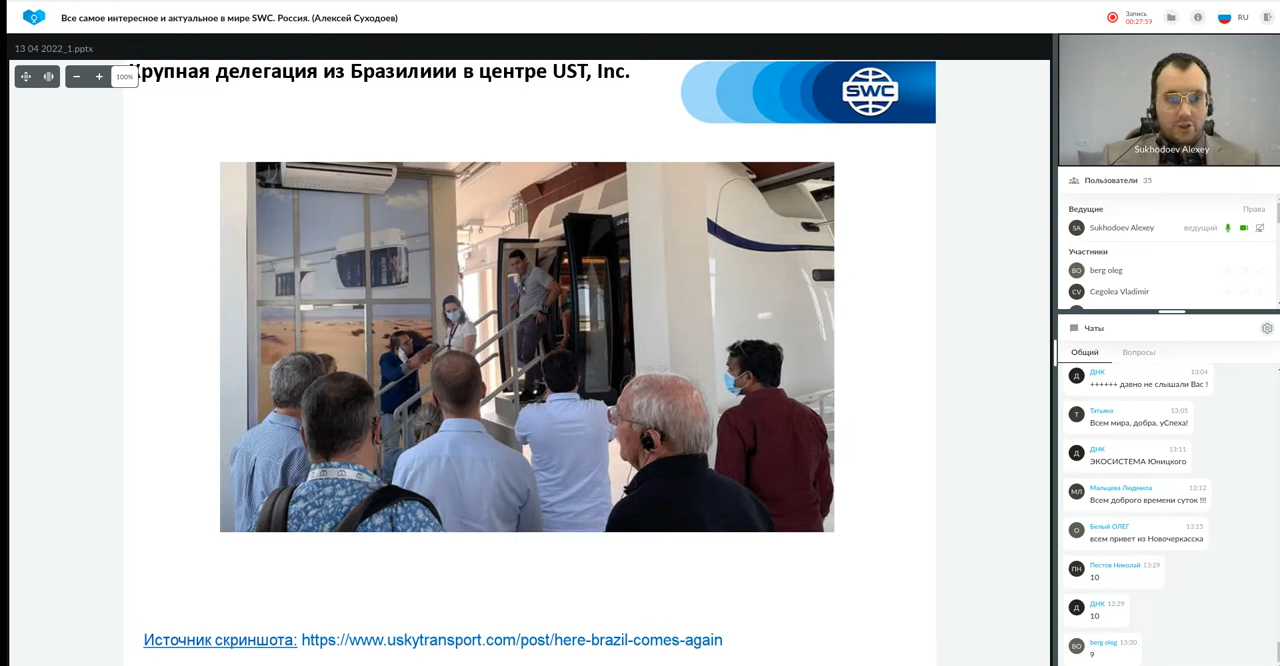 Все самое интересное и актуальное в мире SWC. Россия. (Алексей Суходоев)
Запись
00:27:59
RU
13 04 2022_1.pptx
100%
Крупная делегация из Бразилиии в центре UST, Inc.
SWC
Источник скриншота: https://www.uskytransport.com/post/here-brazil-comes-again
Sukhodoev Alexey
Пользователи 35
Ведущие Права
SA Sukhodoev Alexey ведущий
Участники
BO berg oleg
CV Cegolea Vladimir
Чаты
Общий Вопросы
Д ДНК 13:04
++++++ давно не слышали Вас !
Т Татьяна 13:05
Всем мира, добра, уСпеха!
Д ДНК 13:11
ЭКОСИСТЕМА Юницкого
МЛ Мальцева Людмила 13:12
Всем доброго времени суток !!!
О Белый ОЛЕГ 13:15
всем привет из Новочеркасска
ПН Пестов Николай 13:29
10
Д ДНК 13:29
10
BO berg oleg 13:30
9